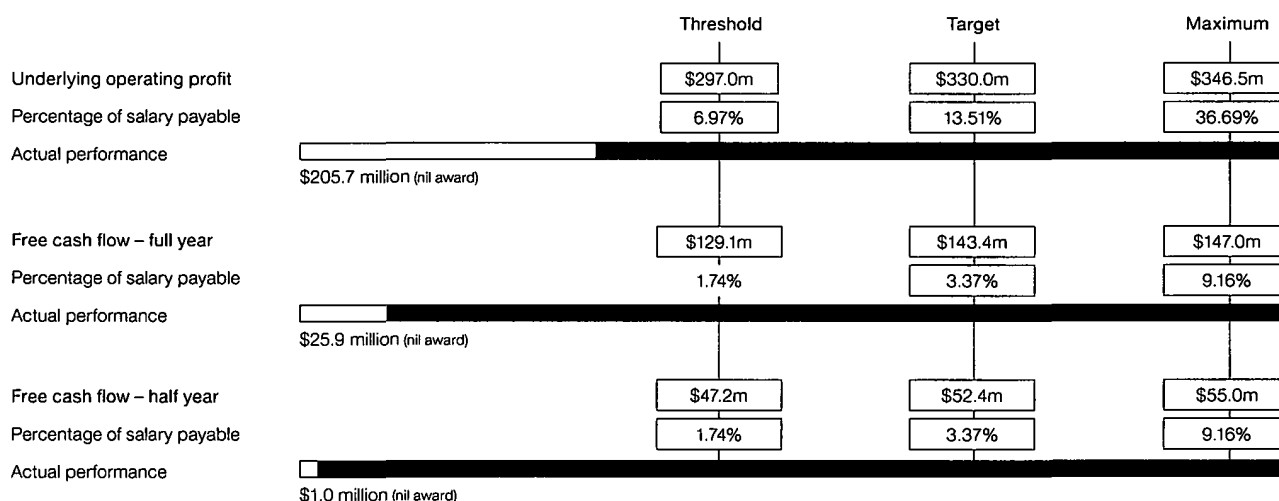 Threshold Target Maximum
Underlying operating profit $297.0m $330.0m $346.5m
Percentage of salary payable 6.97% 13.51% 36.69%
Actual performance
$205.7 million (nil award)
Free cash flow – full year $129.1m $143.4m $147.0m
Percentage of salary payable 1.74% 3.37% 9.16%
Actual performance
$25.9 million (nil award)
Free cash flow – half year $47.2m $52.4m $55.0m
Percentage of salary payable 1.74% 3.37% 9.16%
Actual performance
$1.0 million (nil award)